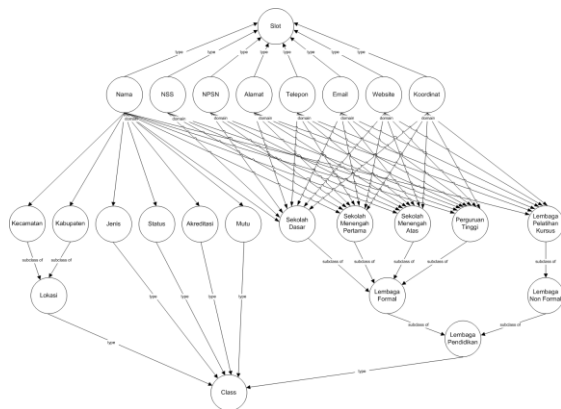 Slot
type
type
type
type
type
type
type
type
Nama
NSS
NPSN
Alamat
Telepon
Email
Website
Koordinat
domain
domain
domain
domain
domain
domain
domain
domain
Kecamatan
Kabupaten
Jenis
Status
Akreditasi
Mutu
Sekolah
Dasar
Sekolah
Menengah
Pertama
Sekolah
Menengah
Atas
Perguruan
Tinggi
Lembaga
Pelatihan
Kursus
subclass of
subclass of
subclass of
subclass of
subclass of
subclass of
subclass of
Lokasi
type
type
type
type
Lembaga
Formal
Lembaga
Non Formal
subclass of
subclass of
Lembaga
Pendidikan
type
type
Class